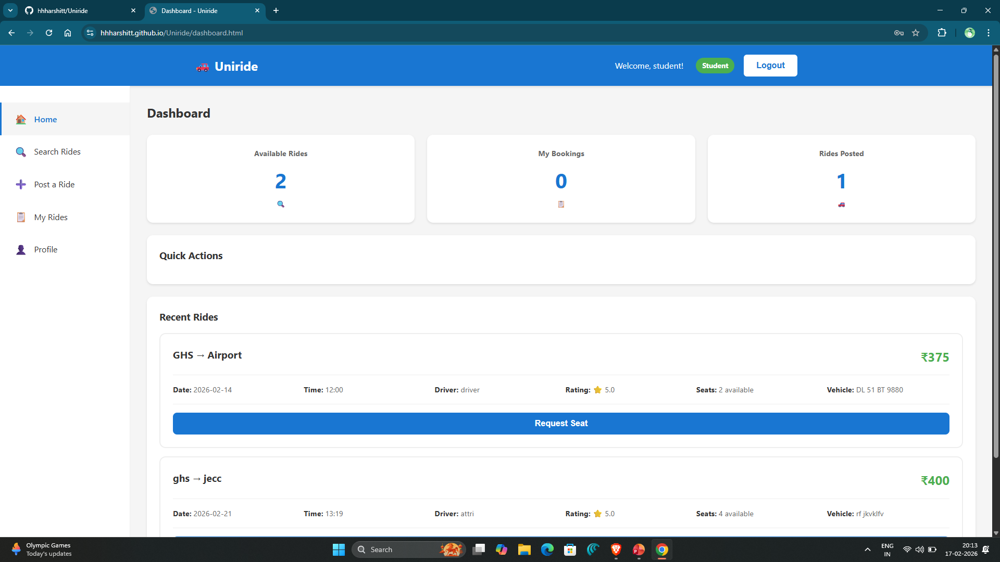 hhharshitt/Uniride
Dashboard - Uniride
hhharshitt.github.io/Uniride/dashboard.html
Uniride
Welcome, student!
Student
Logout
Home
Search Rides
Post a Ride
My Rides
Profile
Dashboard
Available Rides
2
My Bookings
0
Rides Posted
1
Quick Actions
Recent Rides
GHS → Airport
₹375
Date: 2026-02-14
Time: 12:00
Driver: driver
Rating: ⭐ 5.0
Seats: 2 available
Vehicle: DL 51 BT 9880
Request Seat
ghs → jecc
₹400
Date: 2026-02-21
Time: 13:19
Driver: attri
Rating: ⭐ 5.0
Seats: 4 available
Vehicle: rf jkvklfv
Olympic Games
Today's updates
Search
ENG
IN
20:13
17-02-2026